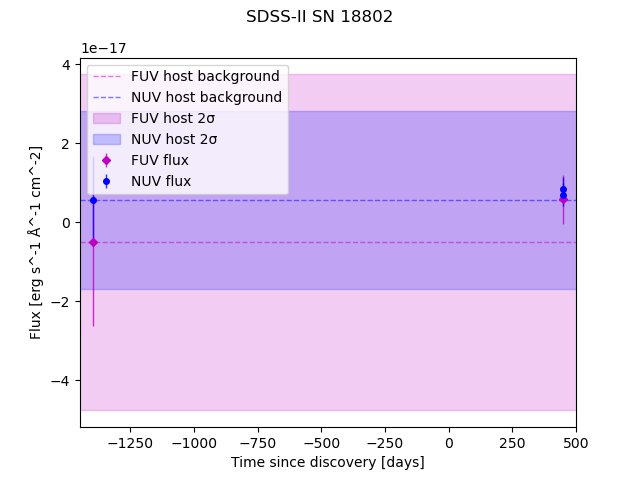 SDSS-II SN 18802
1e−17
FUV host background
NUV host background
FUV host 2σ
NUV host 2σ
FUV flux
NUV flux
4
2
0
−2
−4
Flux [erg s^-1 Å^-1 cm^-2]
−1250 −1000 −750 −500 −250 0 250 500
Time since discovery [days]